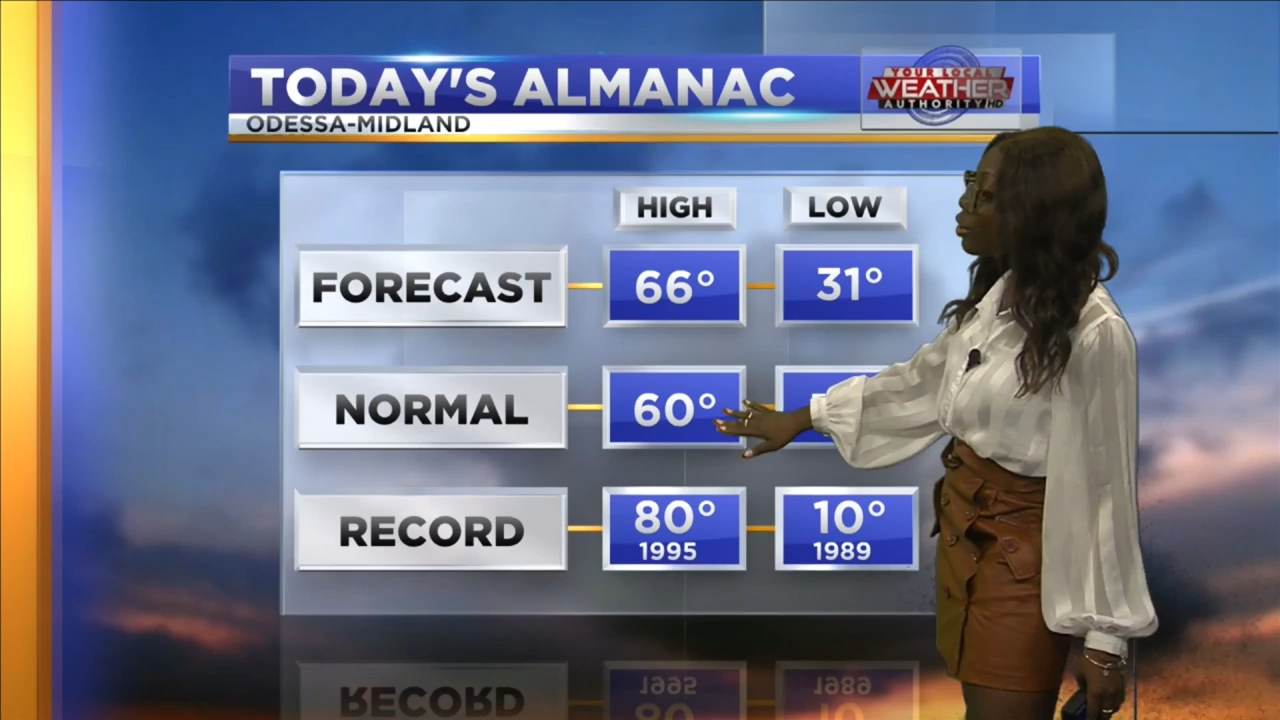 TODAY'S ALMANAC
ODESSA-MIDLAND
YOUR LOCAL
WEATHER
AUTHORITY HD
HIGH LOW
FORECAST 66° 31°
NORMAL 60°
RECORD 80° 10°
1995 1989